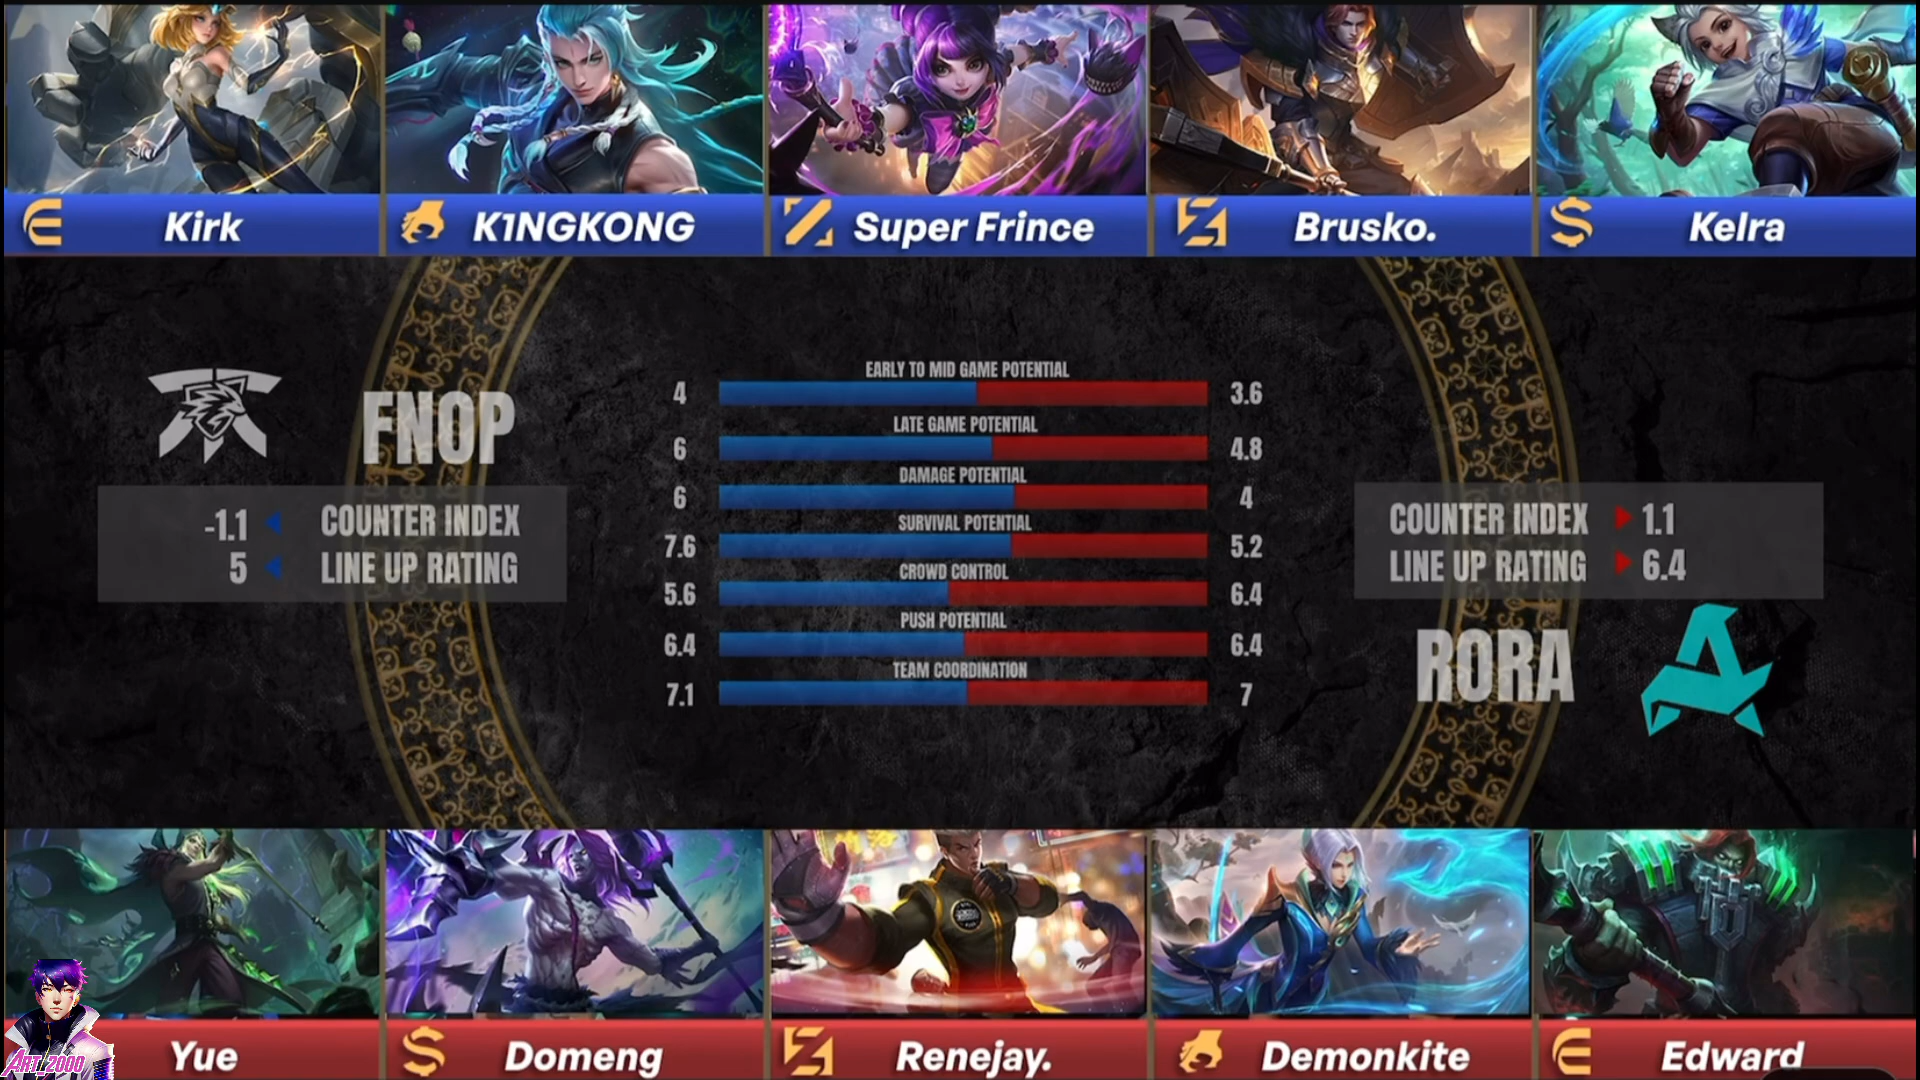 Kirk
K1NGKONG
Super Frince
Brusko.
Kelra
FNOP
-1.1 COUNTER INDEX
5 LINE UP RATING
EARLY TO MID GAME POTENTIAL
4 3.6
LATE GAME POTENTIAL
6 4.8
DAMAGE POTENTIAL
6 4
SURVIVAL POTENTIAL
7.6 5.2
CROWD CONTROL
5.6 6.4
PUSH POTENTIAL
6.4 6.4
TEAM COORDINATION
7.1 7
COUNTER INDEX 1.1
LINE UP RATING 6.4
RORA
Yue
Domeng
Renejay.
Demonkite
Edward
ART_2000